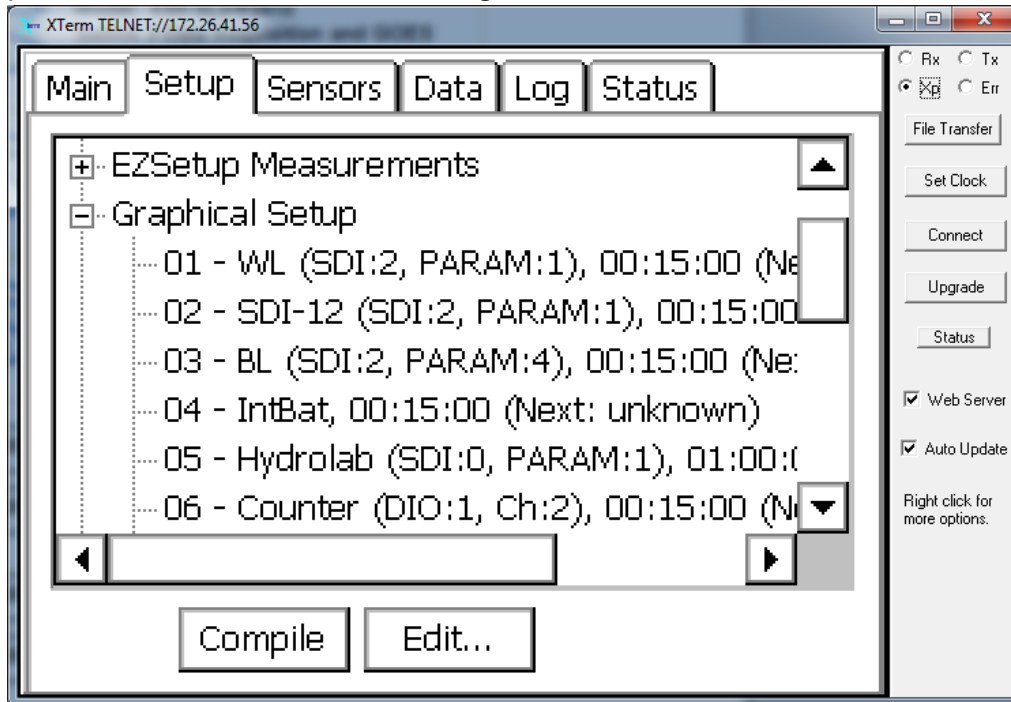 XTerm TELNET://172.26.41.56
Main Setup Sensors Data Log Status
EZSetup Measurements
Graphical Setup
01 - WL (SDI:2, PARAM:1), 00:15:00 (Ne
02 - SDI-12 (SDI:2, PARAM:1), 00:15:00
03 - BL (SDI:2, PARAM:4), 00:15:00 (Ne
04 - IntBat, 00:15:00 (Next: unknown)
05 - Hydrolab (SDI:0, PARAM:1), 01:00:
06 - Counter (DIO:1, Ch:2), 00:15:00 (N
Compile Edit...
Rx Tx
Xp Err
File Transfer
Set Clock
Connect
Upgrade
Status
Web Server
Auto Update
Right click for
more options.